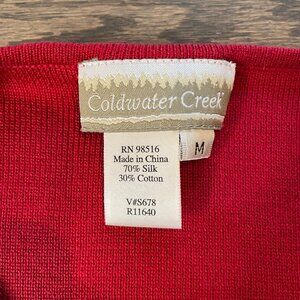 Coldwater Creek
M
RN 98516
Made in China
70% Silk
30% Cotton
V#S678
R11640